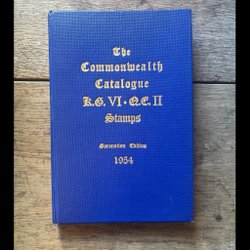 The
Commonwealth
Catalogue
K.G. VI · Q.E. II
Stamps
Coronation Edition
1954